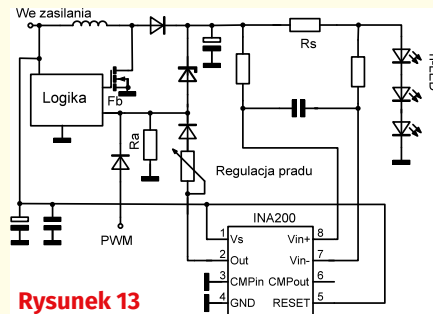 We zasilania
Rs
Logika
Fb
Ra
Regulacja pradu
PWM
INA200
1 Vs Vin+ 8
2 Out Vin- 7
3 CMPin CMPout 6
4 GND RESET 5
Rysunek 13